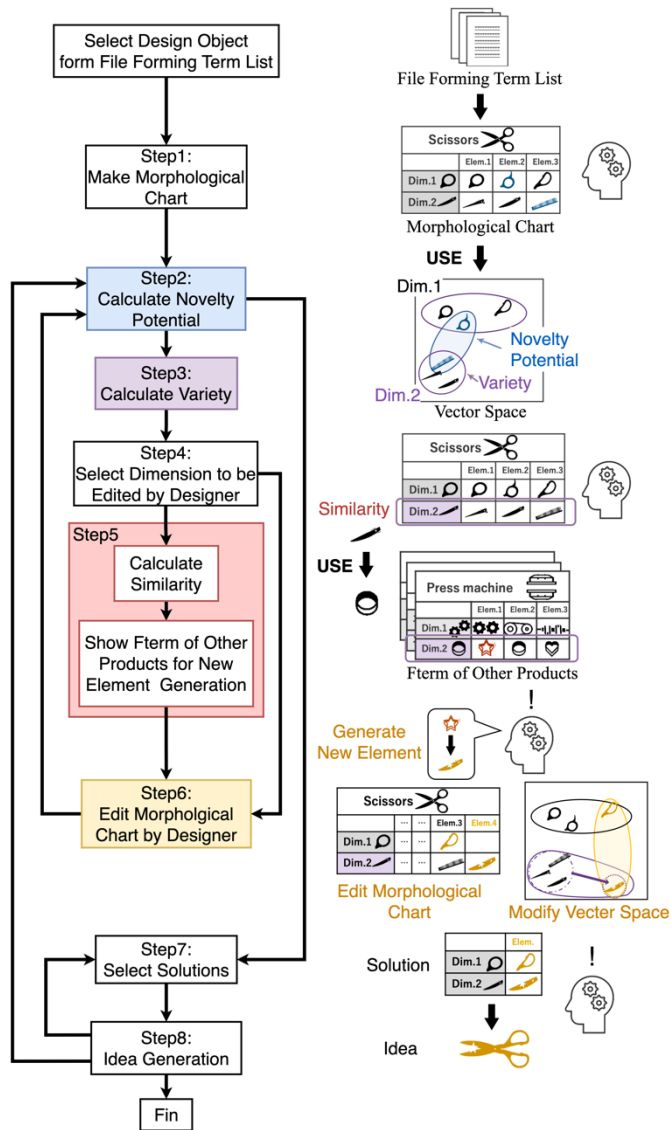 Select Design Object
form File Forming Term List
Step1:
Make Morphological
Chart
Step2:
Calculate Novelty
Potential
Step3:
Calculate Variety
Step4:
Select Dimension to be
Edited by Designer
Step5
Calculate
Similarity
Show Fterm of Other
Products for New
Element Generation
Step6:
Edit Morpholgical
Chart by Designer
Step7:
Select Solutions
Step8:
Idea Generation
Fin
File Forming Term List
Scissors
Elem.1 Elem.2 Elem.3
Dim.1
Dim.2
Morphological Chart
USE
Dim.1
Novelty
Potential
Variety
Dim.2
Vector Space
Scissors
Elem.1 Elem.2 Elem.3
Dim.1
Dim.2
Similarity
USE
Press machine
Elem.1 Elem.2 Elem.3
Dim.1
Dim.2
Fterm of Other Products
!
Generate
New Element
Scissors
... ... Elem.3 Elem.4
Dim.1 ... ...
Dim.2 ... ...
Edit Morphological
Chart
Modify Vecter Space
Elem.
Solution
Dim.1
Dim.2
!
Idea